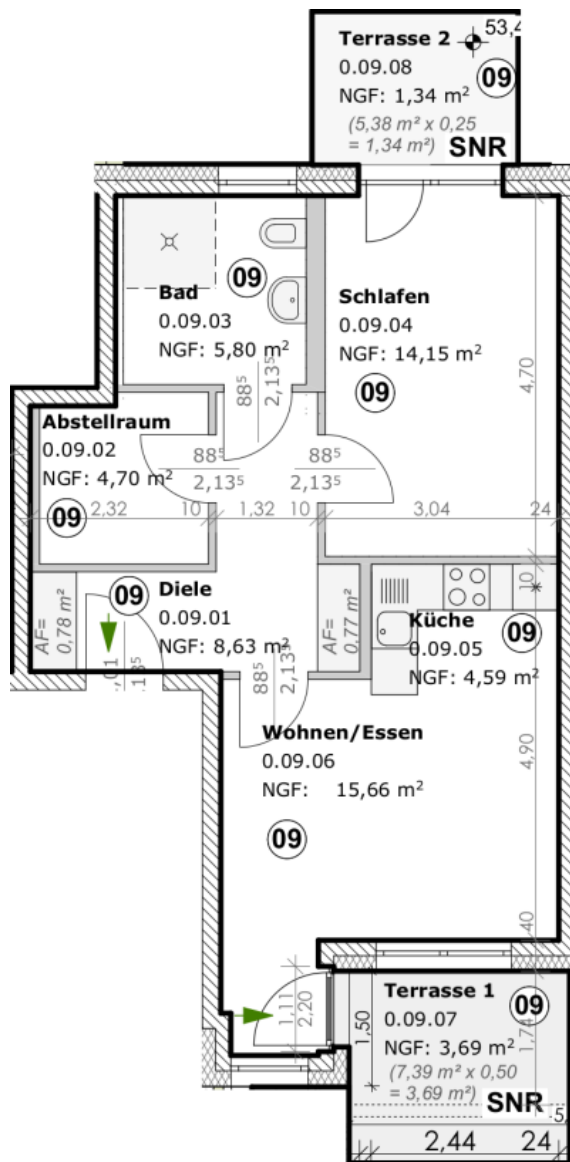 Terrasse 2
53,4
0.09.08
09
NGF: 1,34 m²
(5,38 m² x 0,25
= 1,34 m²)
SNR
Bad
09
0.09.03
NGF: 5,80 m²
Schlafen
0.09.04
NGF: 14,15 m²
09
4,70
88⁵
2,13⁵
Abstellraum
0.09.02
NGF: 4,70 m²
09
88⁵
2,13⁵
88⁵
2,13⁵
2,32
10
1,32
10
3,04
24
Diele
09
0.09.01
NGF: 8,63 m²
AF=
0,78 m²
AF=
0,77 m²
10
Küche
09
0.09.05
NGF: 4,59 m²
88⁵
2,13⁵
Wohnen/Essen
0.09.06
NGF: 15,66 m²
09
4,90
40
1,11
2,20
1,50
Terrasse 1
09
0.09.07
NGF: 3,69 m²
(7,39 m² x 0,50
= 3,69 m²)
1,74
SNR
2,44
24